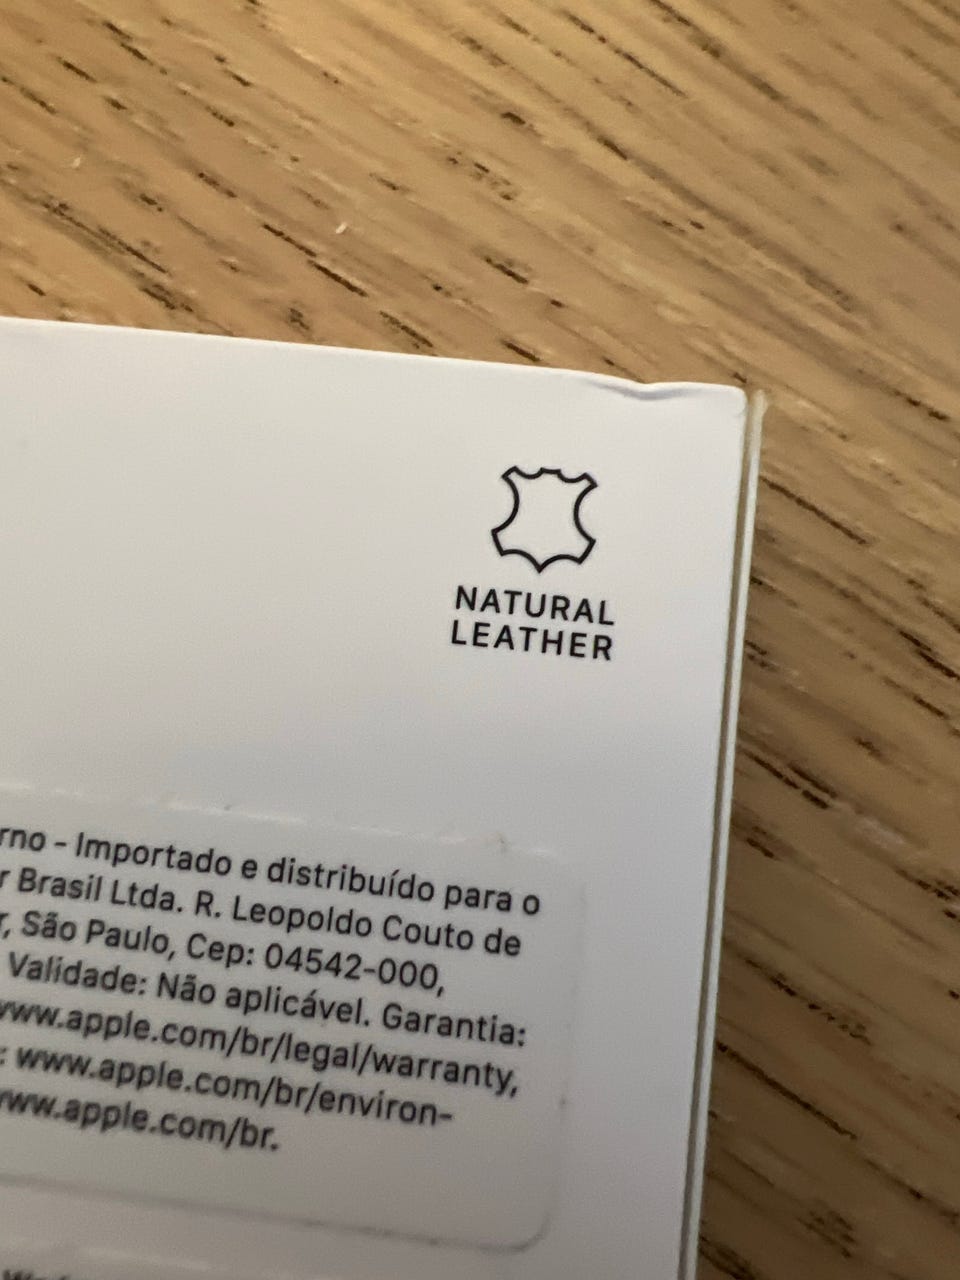 NATURAL
LEATHER
rno - Importado e distribuído para o
r Brasil Ltda. R. Leopoldo Couto de
r, São Paulo, Cep: 04542-000,
Validade: Não aplicável. Garantia:
www.apple.com/br/legal/warranty,
: www.apple.com/br/environ-
www.apple.com/br.